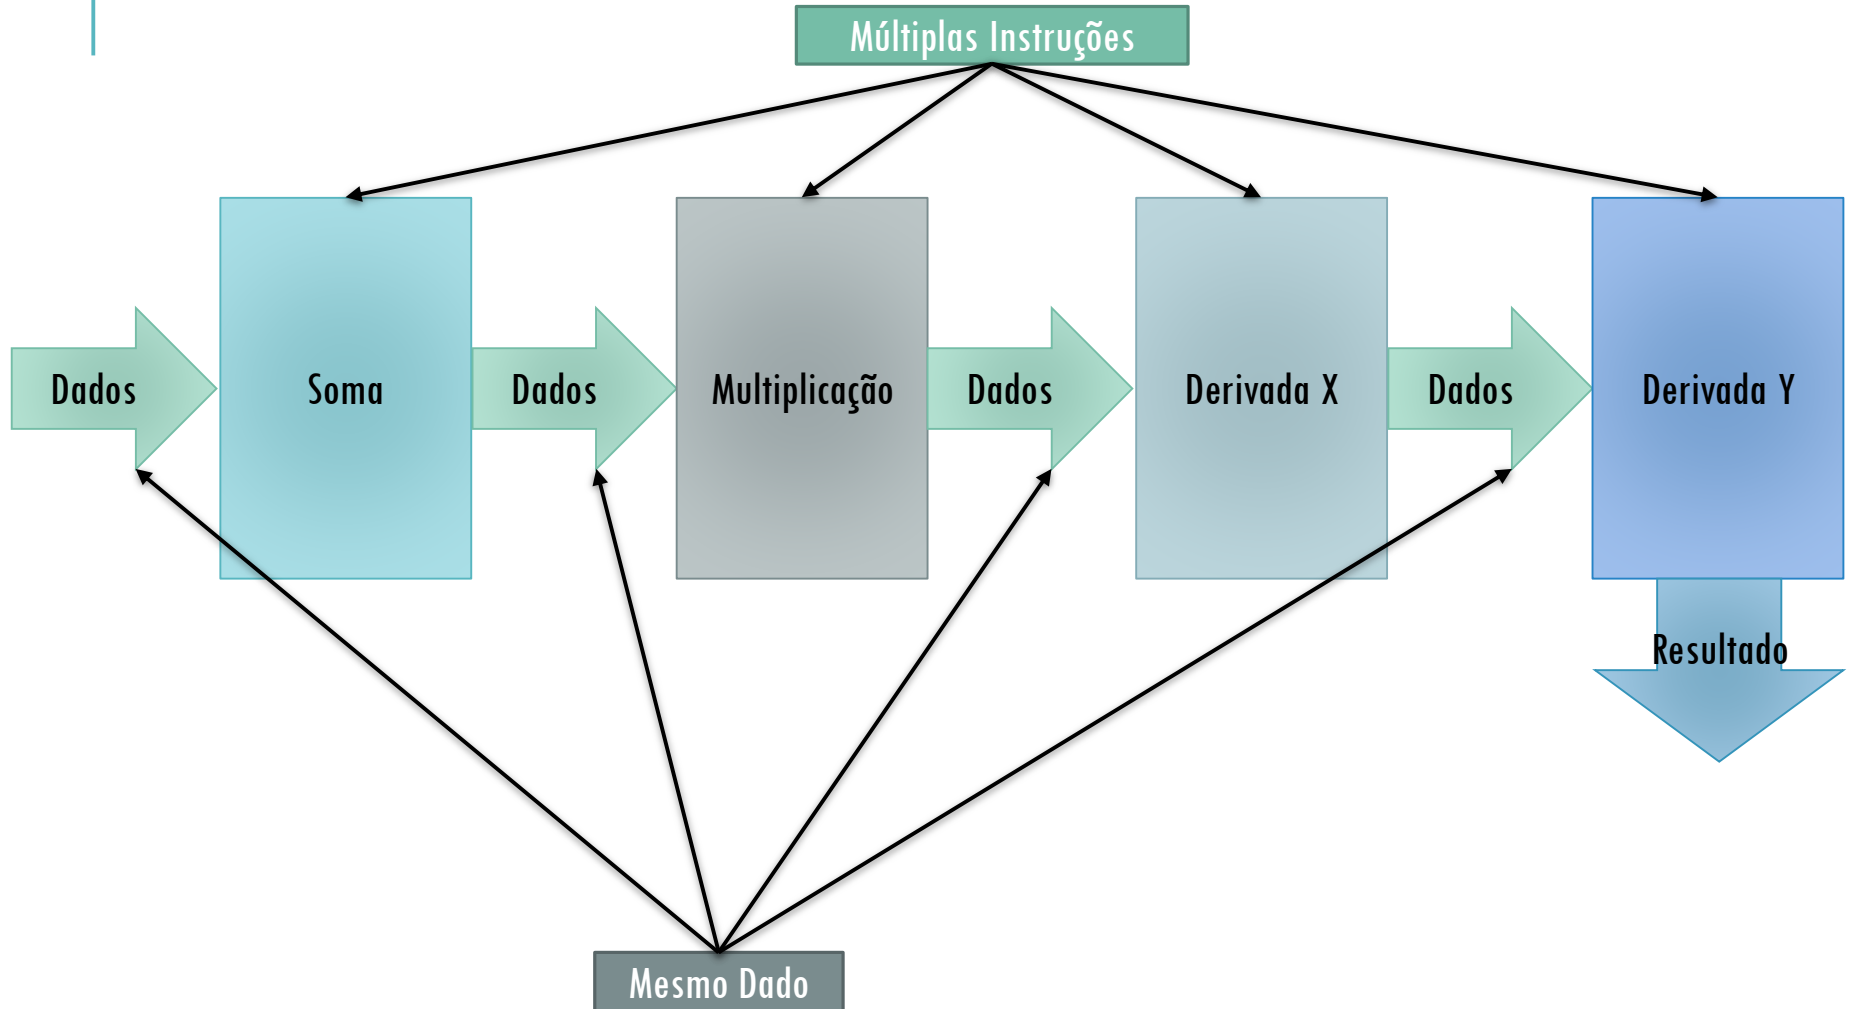 Múltiplas Instruções
Dados
Soma
Dados
Multiplicação
Dados
Derivada X
Dados
Derivada Y
Resultado
Mesmo Dado